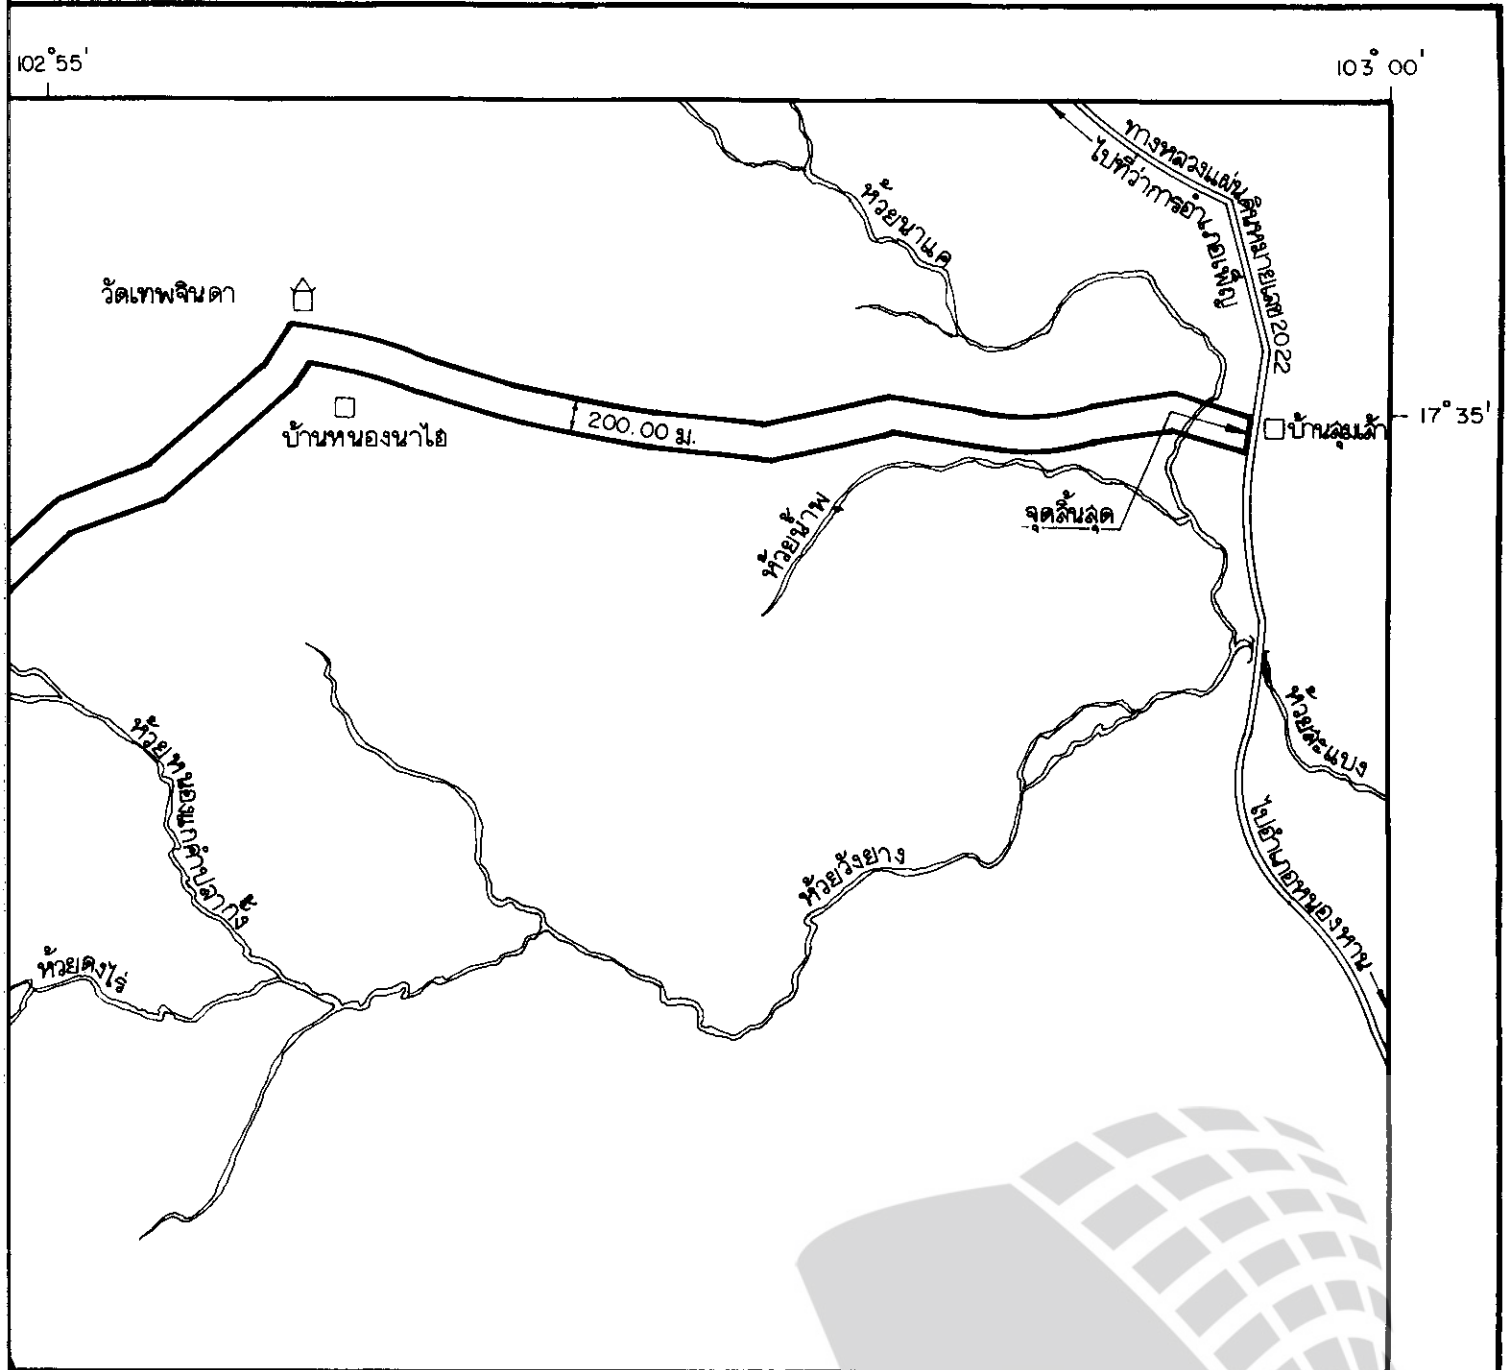 102°55'
103°00'
ทางหลวงแผ่นดินหมายเลข 2022
ไปที่ว่าการอำเภอเพ็ญ
ห้วยนาแค
วัดเทพจินดา
200.00 ม.
17°35'
บ้านหนองนาไฮ
บ้านสุมเส้า
จุดสิ้นสุด
ห้วยน้ำพ
ห้วยสะแบง
ไปอำเภอหนองหาน
ห้วยวังยาง
ห้วยดงไร่